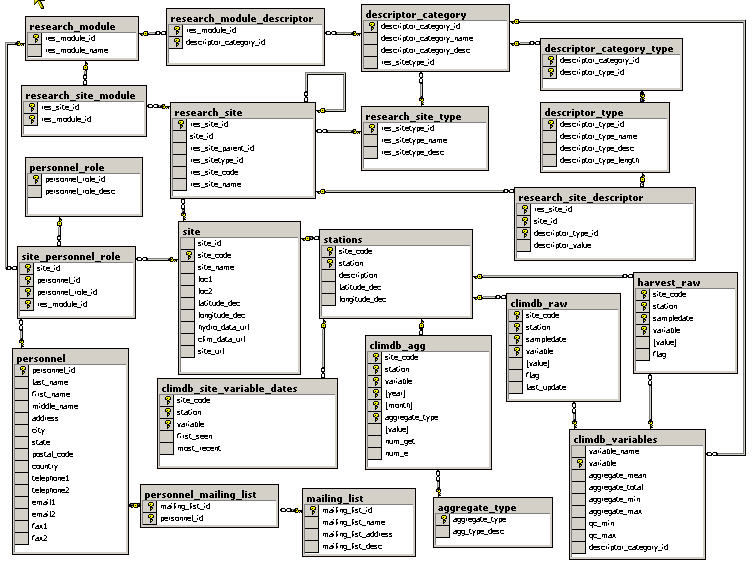 research_module
res_module_id
res_module_name
research_module_descriptor
res_module_id
descriptor_category_id
descriptor_category
descriptor_category_id
descriptor_category_name
descriptor_category_desc
res_sitetype_id
descriptor_category_type
descriptor_category_id
descriptor_type_id
research_site_module
res_site_id
res_module_id
research_site
res_site_id
site_id
res_site_parent_id
res_sitetype_id
res_site_code
res_site_name
research_site_type
res_sitetype_id
res_sitetype_name
res_sitetype_desc
descriptor_type
descriptor_type_id
descriptor_type_name
descriptor_type_desc
descriptor_type_length
personnel_role
personnel_role_id
personnel_role_desc
research_site_descriptor
res_site_id
site_id
descriptor_type_id
descriptor_value
site_personnel_role
site_id
personnel_id
personnel_role_id
res_module_id
site
site_id
site_code
site_name
loc1
loc2
latitude_dec
longitude_dec
hydro_data_url
clim_data_url
site_url
stations
site_code
station
description
latitude_dec
longitude_dec
harvest_raw
site_code
station
sampledate
variable
[value]
flag
climdb_raw
site_code
station
sampledate
variable
[value]
flag
last_update
climdb_agg
site_code
station
variable
[year]
[month]
aggregate_type
[value]
num_get
num_e
personnel
personnel_id
last_name
first_name
middle_name
address
city
state
postal_code
country
telephone1
telephone2
email1
email2
fax1
fax2
climdb_site_variable_dates
site_code
station
variable
first_seen
most_recent
climdb_variables
variable_name
variable
aggregate_mean
aggregate_total
aggregate_min
aggregate_max
qc_min
qc_max
descriptor_category_id
personnel_mailing_list
mailing_list_id
personnel_id
mailing_list
mailing_list_id
mailing_list_name
mailing_list_address
mailing_list_desc
aggregate_type
aggregate_type
agg_type_desc